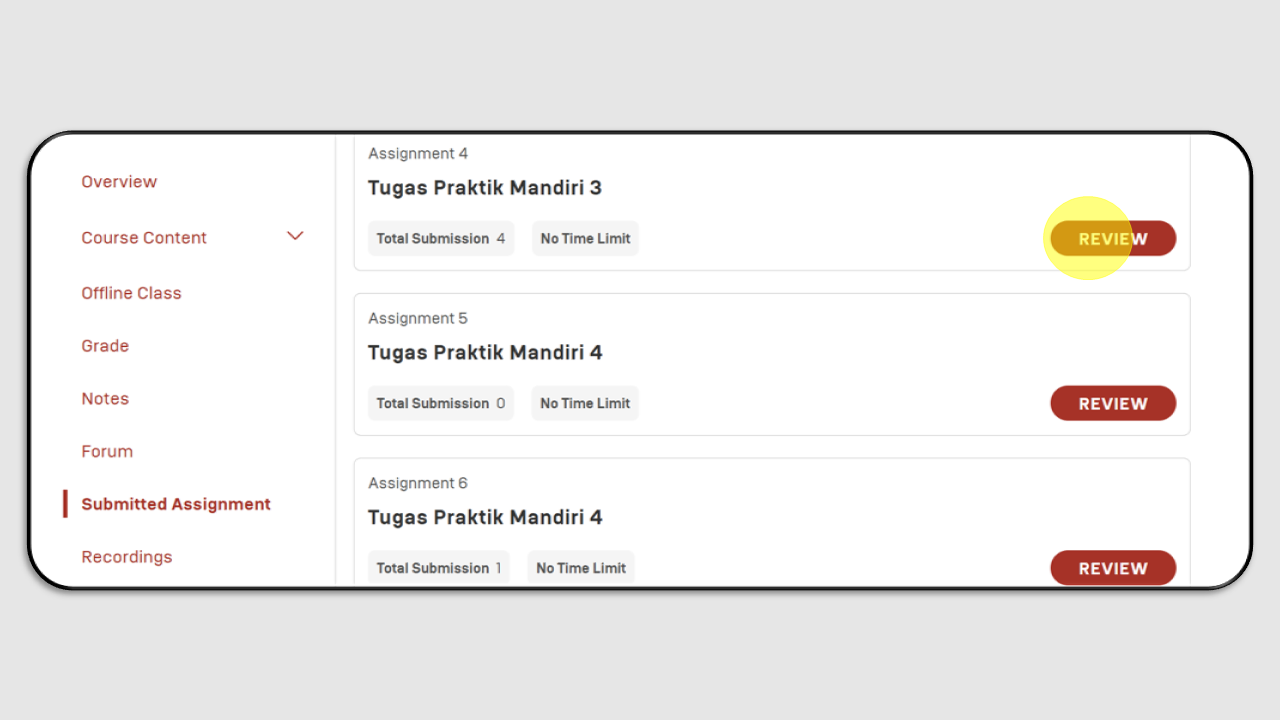 Overview
Course Content
Offline Class
Grade
Notes
Forum
Submitted Assignment
Recordings
Assignment 4
Tugas Praktik Mandiri 3
Total Submission 4 No Time Limit
REVIEW
Assignment 5
Tugas Praktik Mandiri 4
Total Submission 0 No Time Limit
REVIEW
Assignment 6
Tugas Praktik Mandiri 4
Total Submission 1 No Time Limit
REVIEW